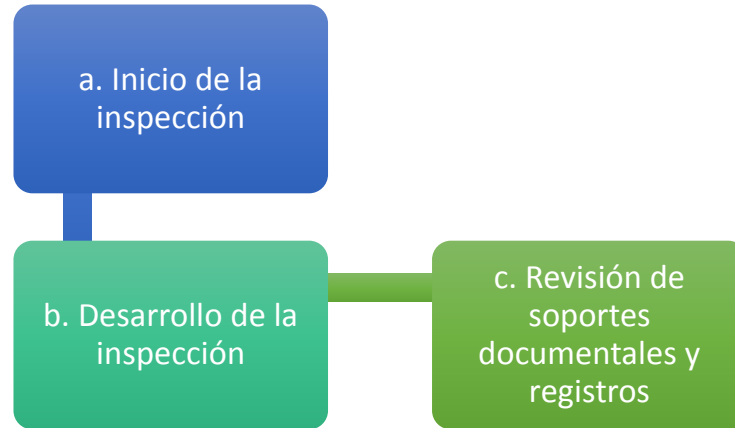 a. Inicio de la
inspección
b. Desarrollo de la
inspección
c. Revisión de
soportes
documentales y
registros